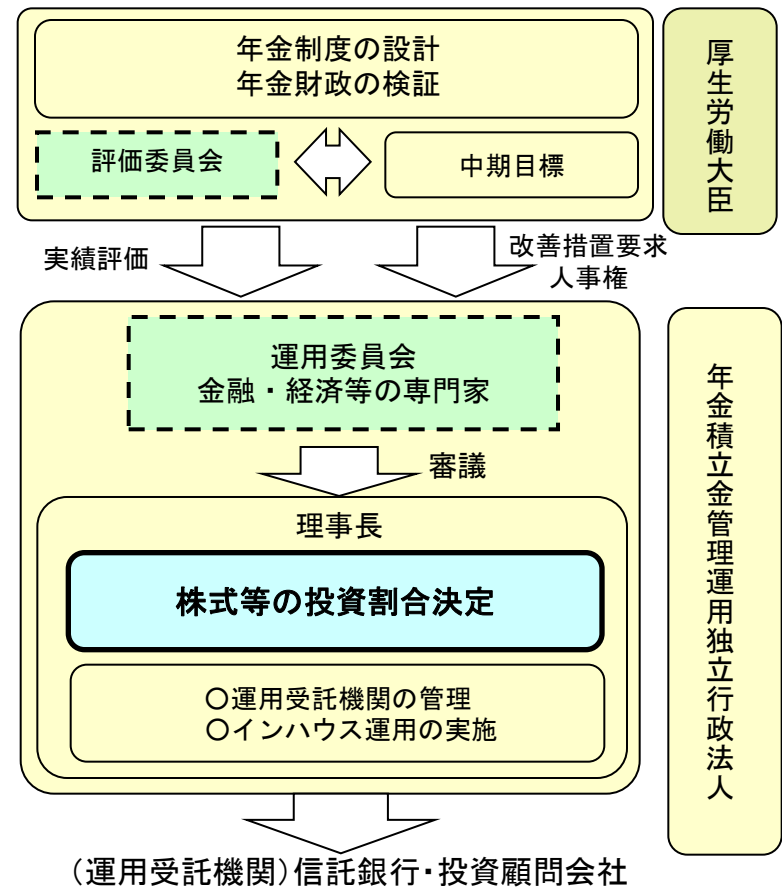 年金制度の設計
年金財政の検証
厚生労働大臣
評価委員会
中期目標
実績評価
改善措置要求
人事権
運用委員会
金融・経済等の専門家
年金積立金管理運用独立行政法人
審議
理事長
株式等の投資割合決定
○運用受託機関の管理
○インハウス運用の実施
（運用受託機関）信託銀行・投資顧問会社